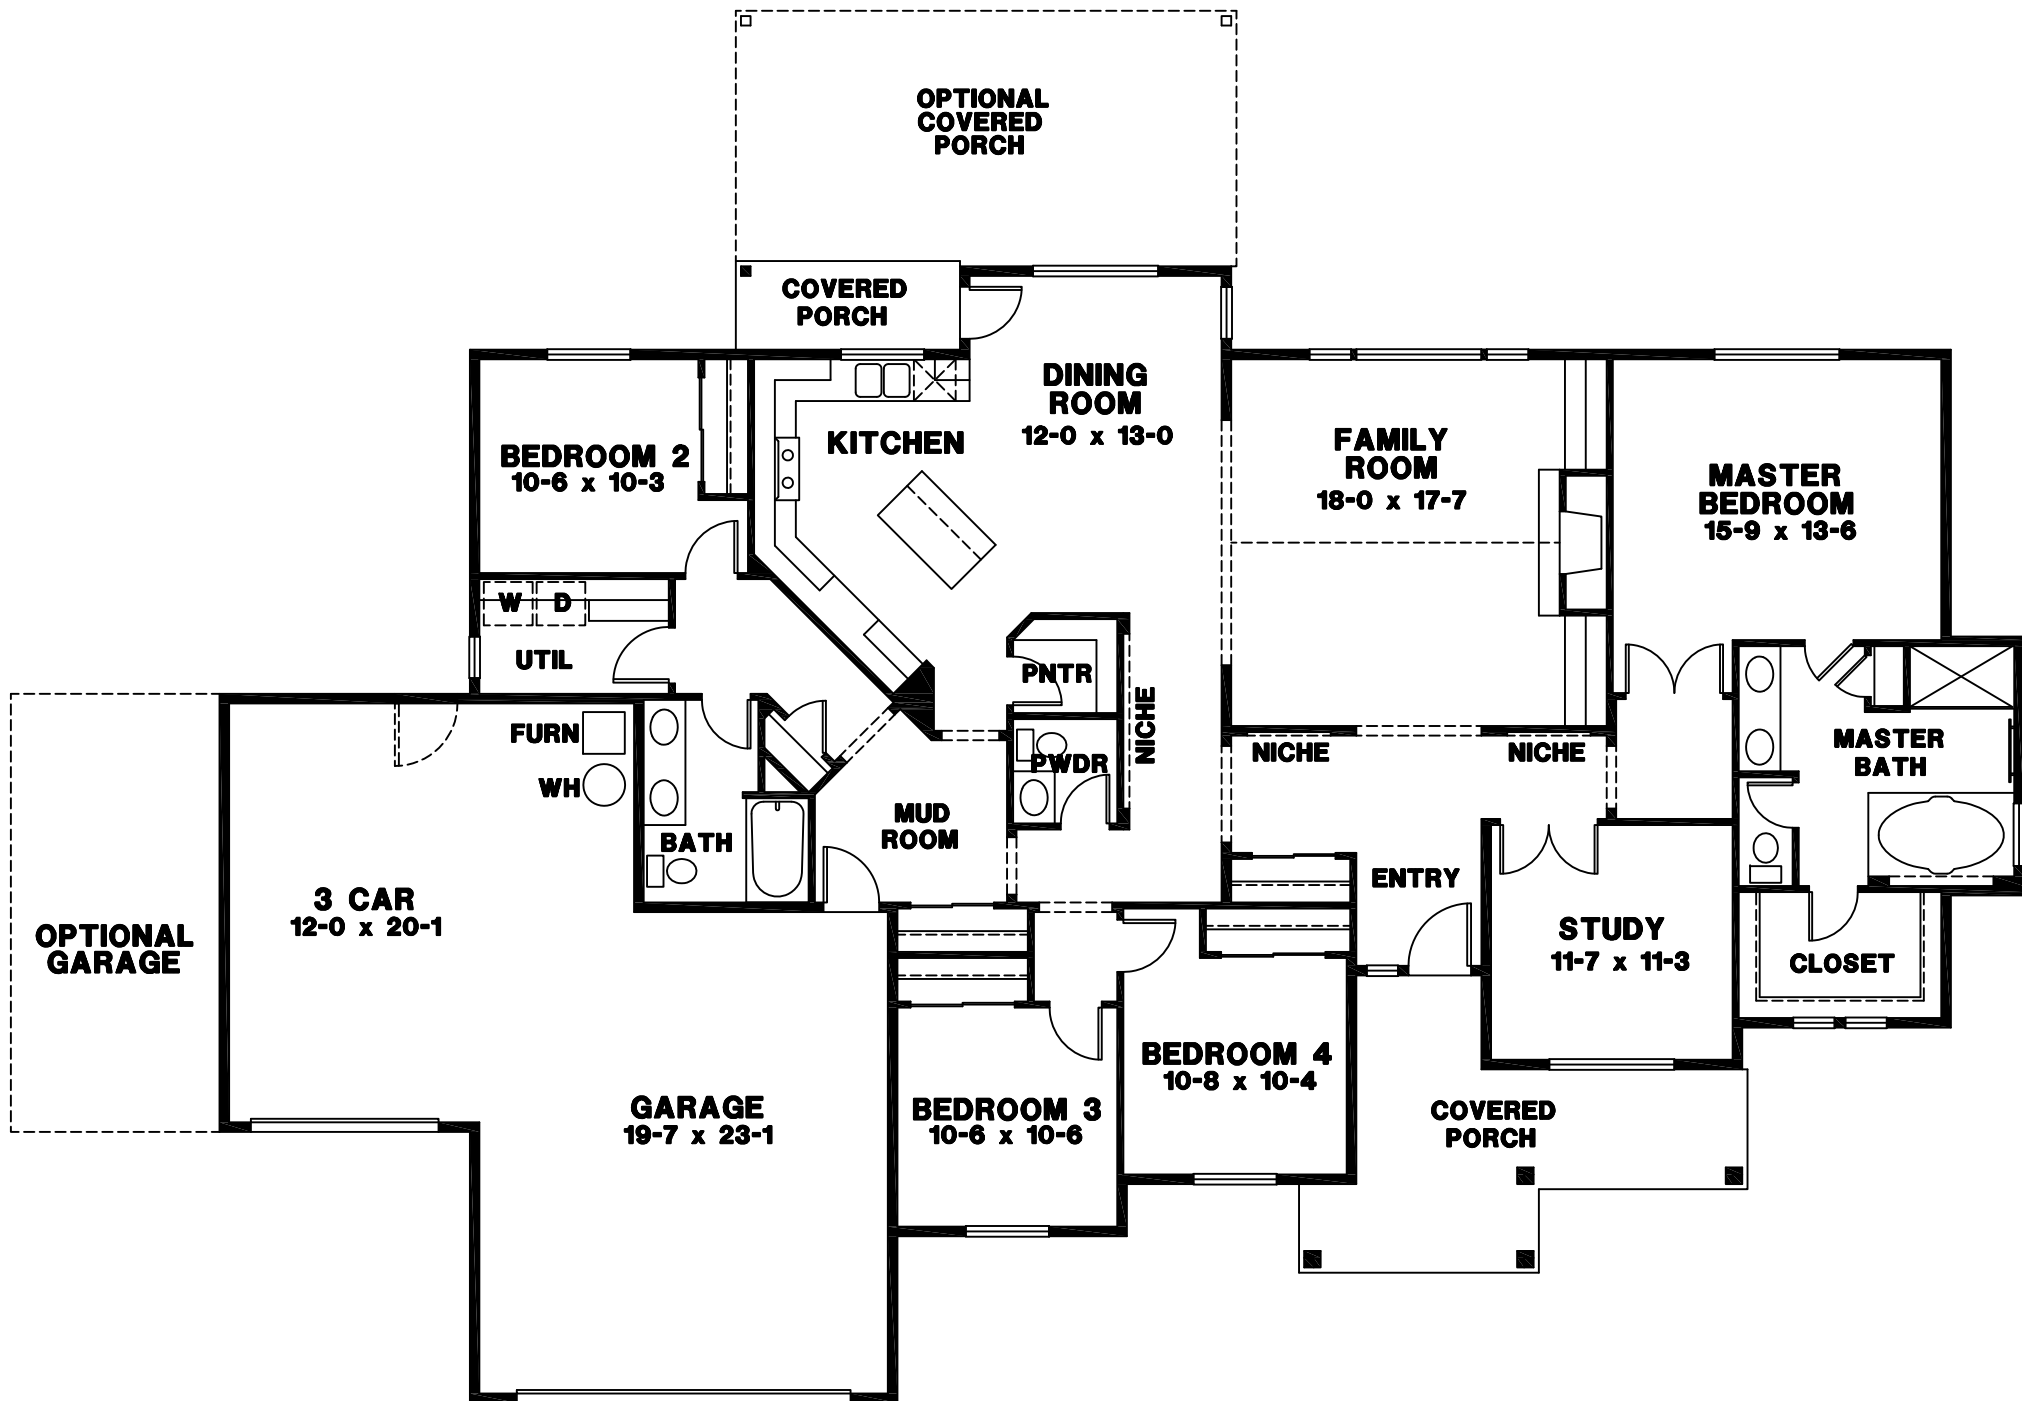 OPTIONAL
COVERED
PORCH
COVERED
PORCH
DINING
ROOM
12-0 x 13-0
KITCHEN
BEDROOM 2
10-6 x 10-3
FAMILY
ROOM
18-0 x 17-7
MASTER
BEDROOM
15-9 x 13-6
W
D
UTIL
PNTR
NICHE
FURN
WH
PWDR
NICHE
NICHE
MASTER
BATH
MUD
ROOM
BATH
3 CAR
12-0 x 20-1
OPTIONAL
GARAGE
ENTRY
STUDY
11-7 x 11-3
CLOSET
GARAGE
19-7 x 23-1
BEDROOM 3
10-6 x 10-6
BEDROOM 4
10-8 x 10-4
COVERED
PORCH